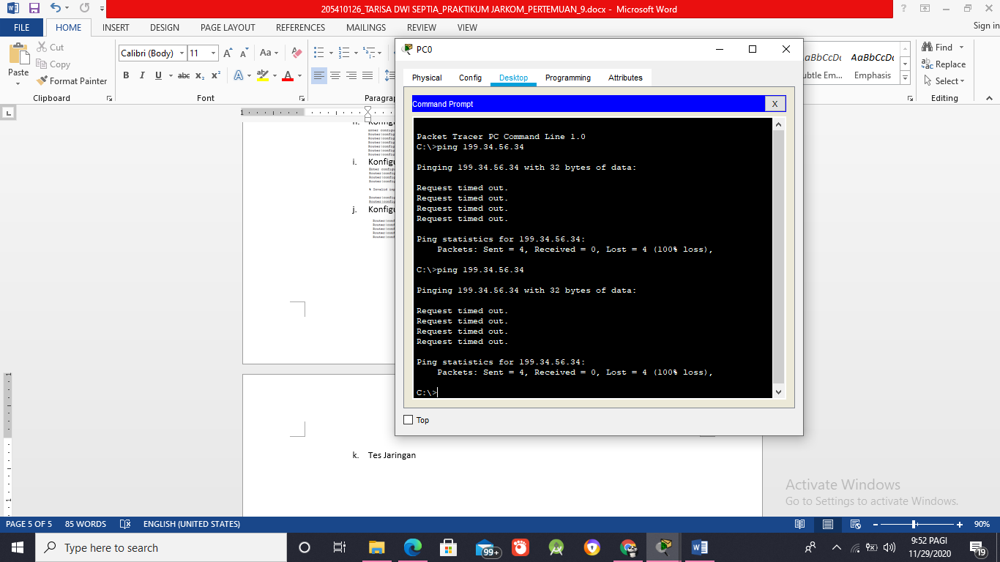 205410126_TARISA DWI SEPTIA_PRAKTIKUM JARKOM_PERTEMUAN_9.docx - Microsoft Word
FILE HOME INSERT DESIGN PAGE LAYOUT REFERENCES MAILINGS REVIEW VIEW Sign in
Paste
Cut
Copy
Format Painter
Clipboard
Calibri (Body) 11
Font
Paragra
AaBbCcDc
ubtle Em...
Emphasis
Find
Replace
Select
Editing
i. Konfigu
j. Konfigu
k. Tes Jaringan
PC0
Physical Config Desktop Programming Attributes
Command Prompt X
Packet Tracer PC Command Line 1.0
C:\>ping 199.34.56.34
Pinging 199.34.56.34 with 32 bytes of data:
Request timed out.
Request timed out.
Request timed out.
Request timed out.
Ping statistics for 199.34.56.34:
Packets: Sent = 4, Received = 0, Lost = 4 (100% loss),
C:\>ping 199.34.56.34
Pinging 199.34.56.34 with 32 bytes of data:
Request timed out.
Request timed out.
Request timed out.
Request timed out.
Ping statistics for 199.34.56.34:
Packets: Sent = 4, Received = 0, Lost = 4 (100% loss),
C:\>
Top
Activate Windows
Go to Settings to activate Windows.
PAGE 5 OF 5 85 WORDS ENGLISH (UNITED STATES) 90%
Type here to search
99+
9:52 PAGI
11/29/2020
19